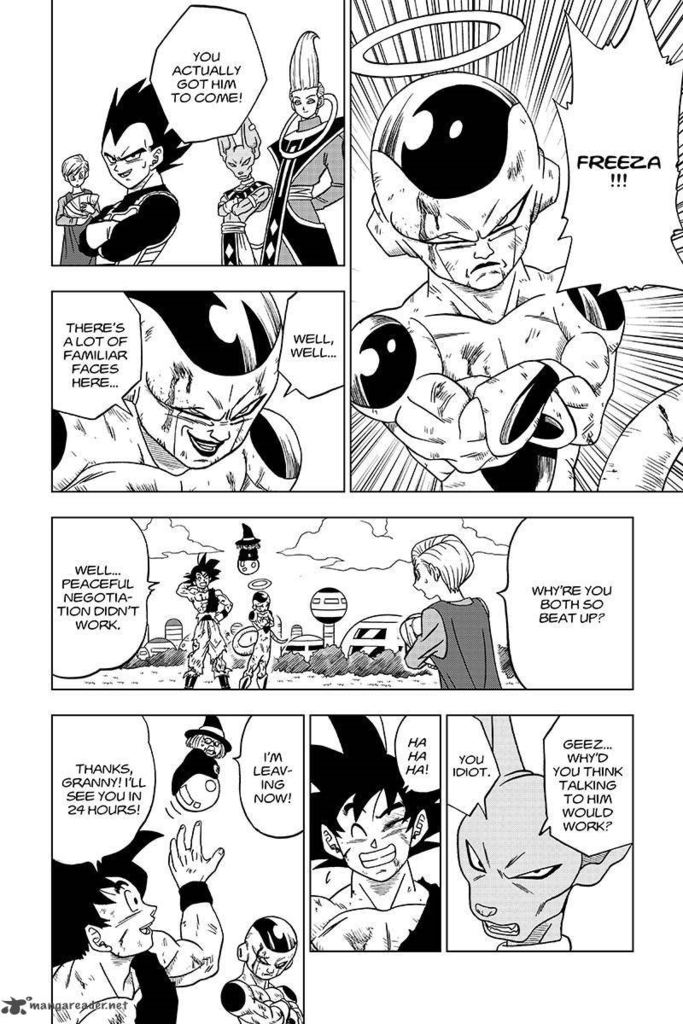 YOU
ACTUALLY
GOT HIM
TO COME!
FREEZA
!!!
THERE'S
A LOT OF
FAMILIAR
FACES
HERE...
WELL,
WELL...
WELL...
PEACEFUL
NEGOTIA-
TION DIDN'T
WORK.
WHY'RE YOU
BOTH SO
BEAT UP?
THANKS,
GRANNY! I'LL
SEE YOU IN
24 HOURS!
I'M
LEAV-
ING
NOW!
HA
HA
HA!
YOU
IDIOT.
GEEZ...
WHY'D
YOU THINK
TALKING
TO HIM
WOULD
WORK?
mangareader.net